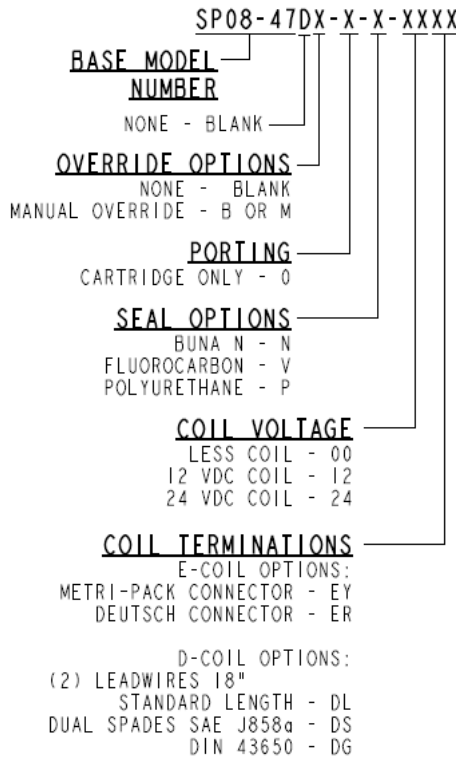 SP08-47DX-X-X-XXXX
BASE MODEL
NUMBER
NONE - BLANK
OVERRIDE OPTIONS
NONE - BLANK
MANUAL OVERRIDE - B OR M
PORTING
CARTRIDGE ONLY - 0
SEAL OPTIONS
BUNA N - N
FLUOROCARBON - V
POLYURETHANE - P
COIL VOLTAGE
LESS COIL - 00
12 VDC COIL - 12
24 VDC COIL - 24
COIL TERMINATIONS
E-COIL OPTIONS:
METRI-PACK CONNECTOR - EY
DEUTSCH CONNECTOR - ER
D-COIL OPTIONS:
(2) LEADWIRES 18"
STANDARD LENGTH - DL
DUAL SPADES SAE J858a - DS
DIN 43650 - DG